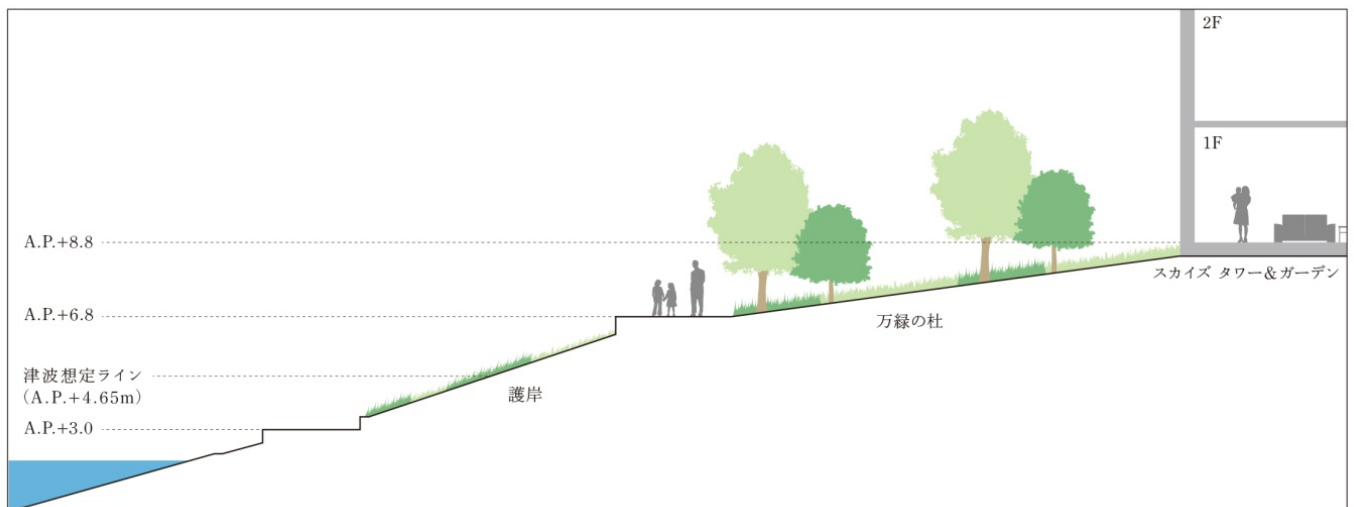 2F
1F
A.P.+8.8
スカイズ タワー&ガーデン
A.P.+6.8
万緑の杜
津波想定ライン
(A.P.+4.65m)
護岸
A.P.+3.0